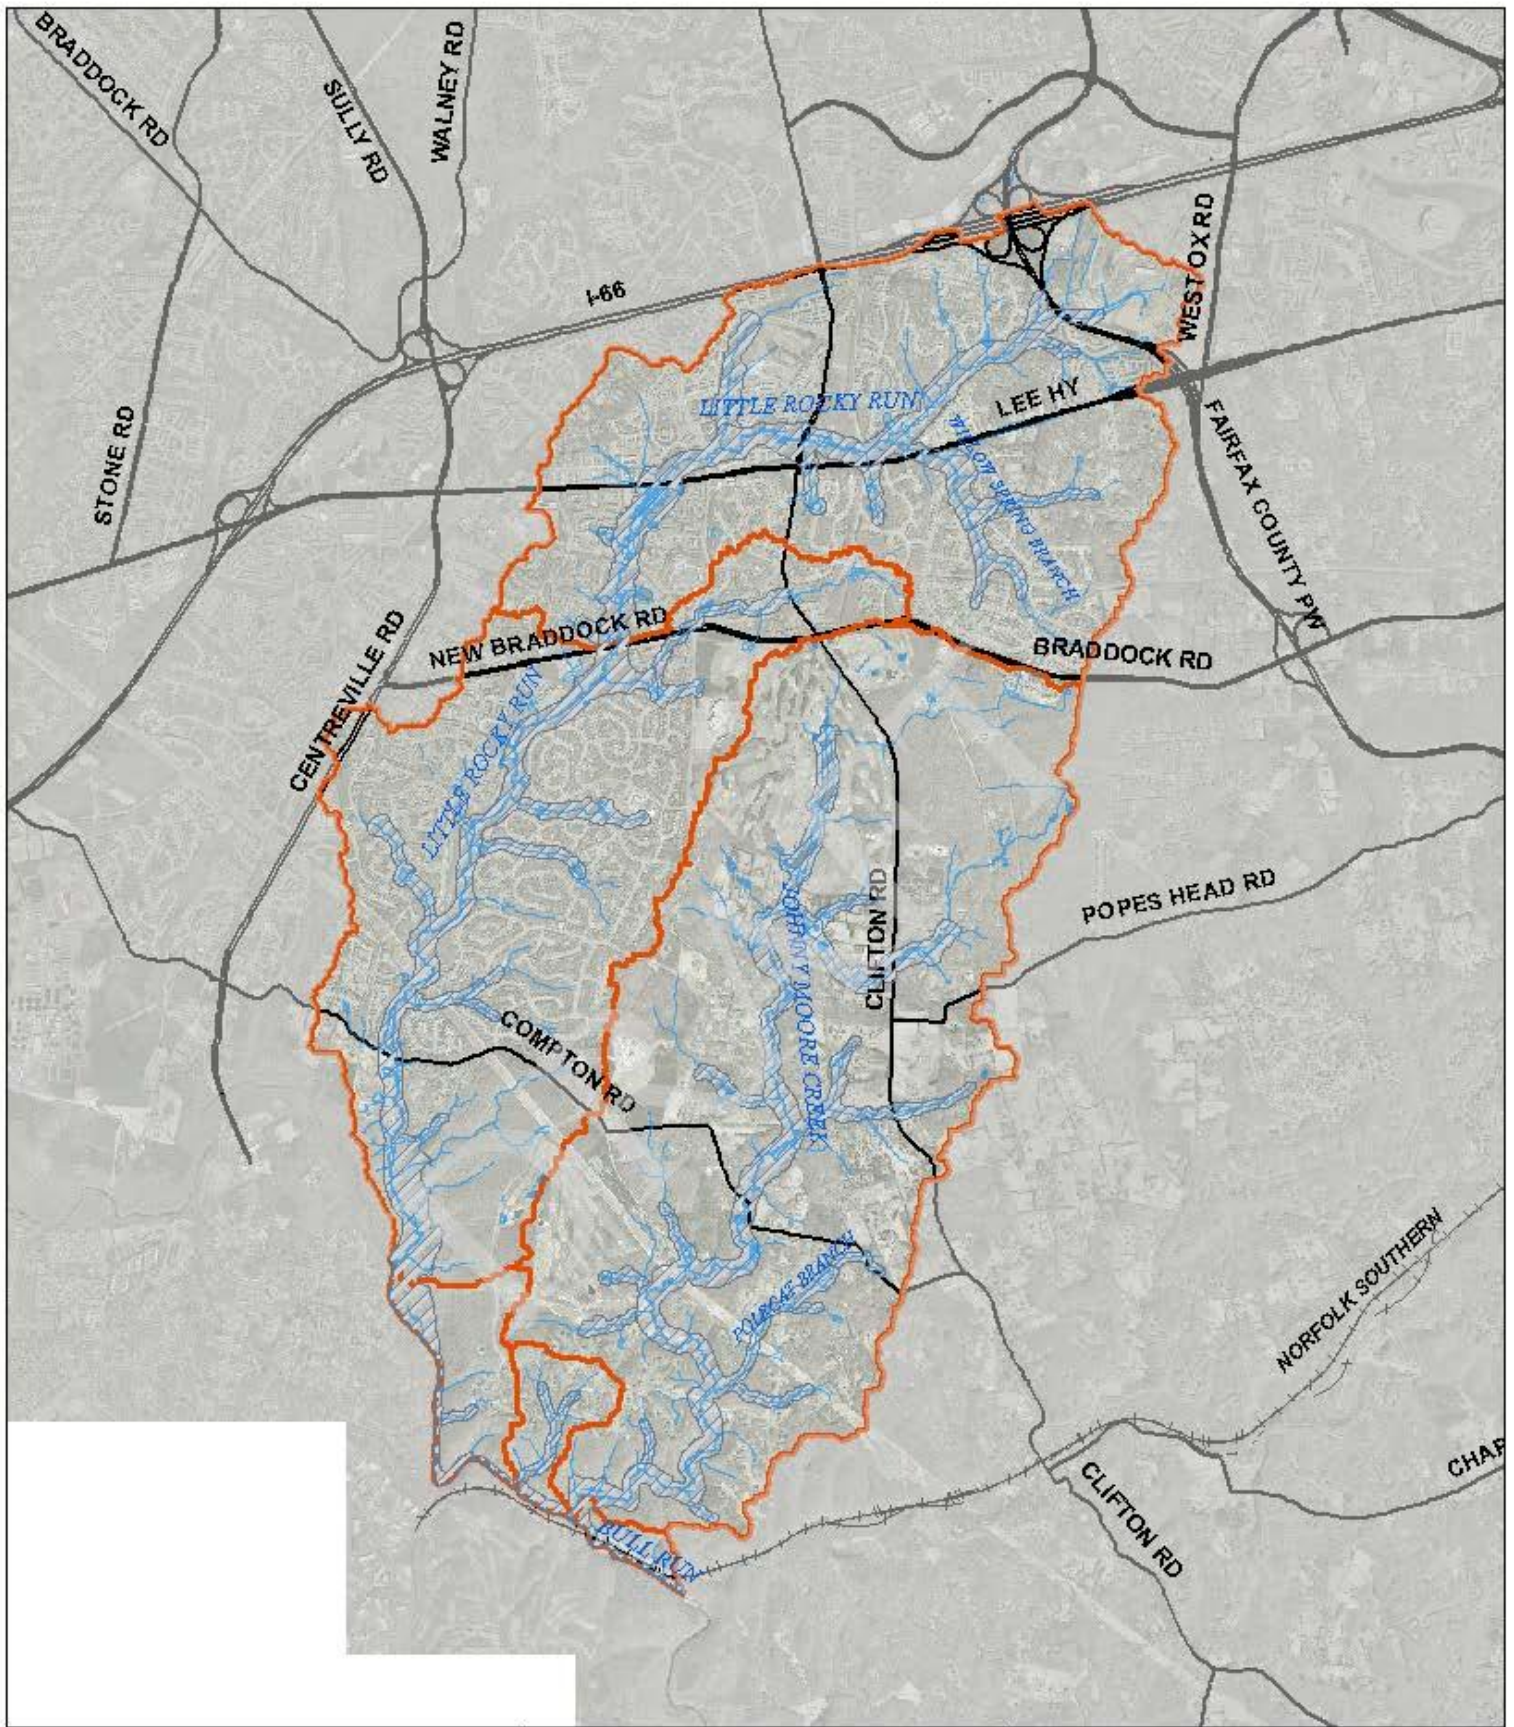 BRADDOCK RD
SULLY RD
WALNEY RD
I-66
WEST OX RD
STONE RD
LITTLE ROCKY RUN
LEE HY
WILLOW SPRING BRANCH
FAIRFAX COUNTY PW
CENTREVILLE RD
NEW BRADDOCK RD
BRADDOCK RD
LITTLE ROCKY RUN
POPES HEAD RD
CLIFTON RD
JOHNNY MOORE CREEK
COMPTON RD
POLECAT BRANCH
NORFOLK SOUTHERN
CHAP
CLIFTON RD
BULL RUN